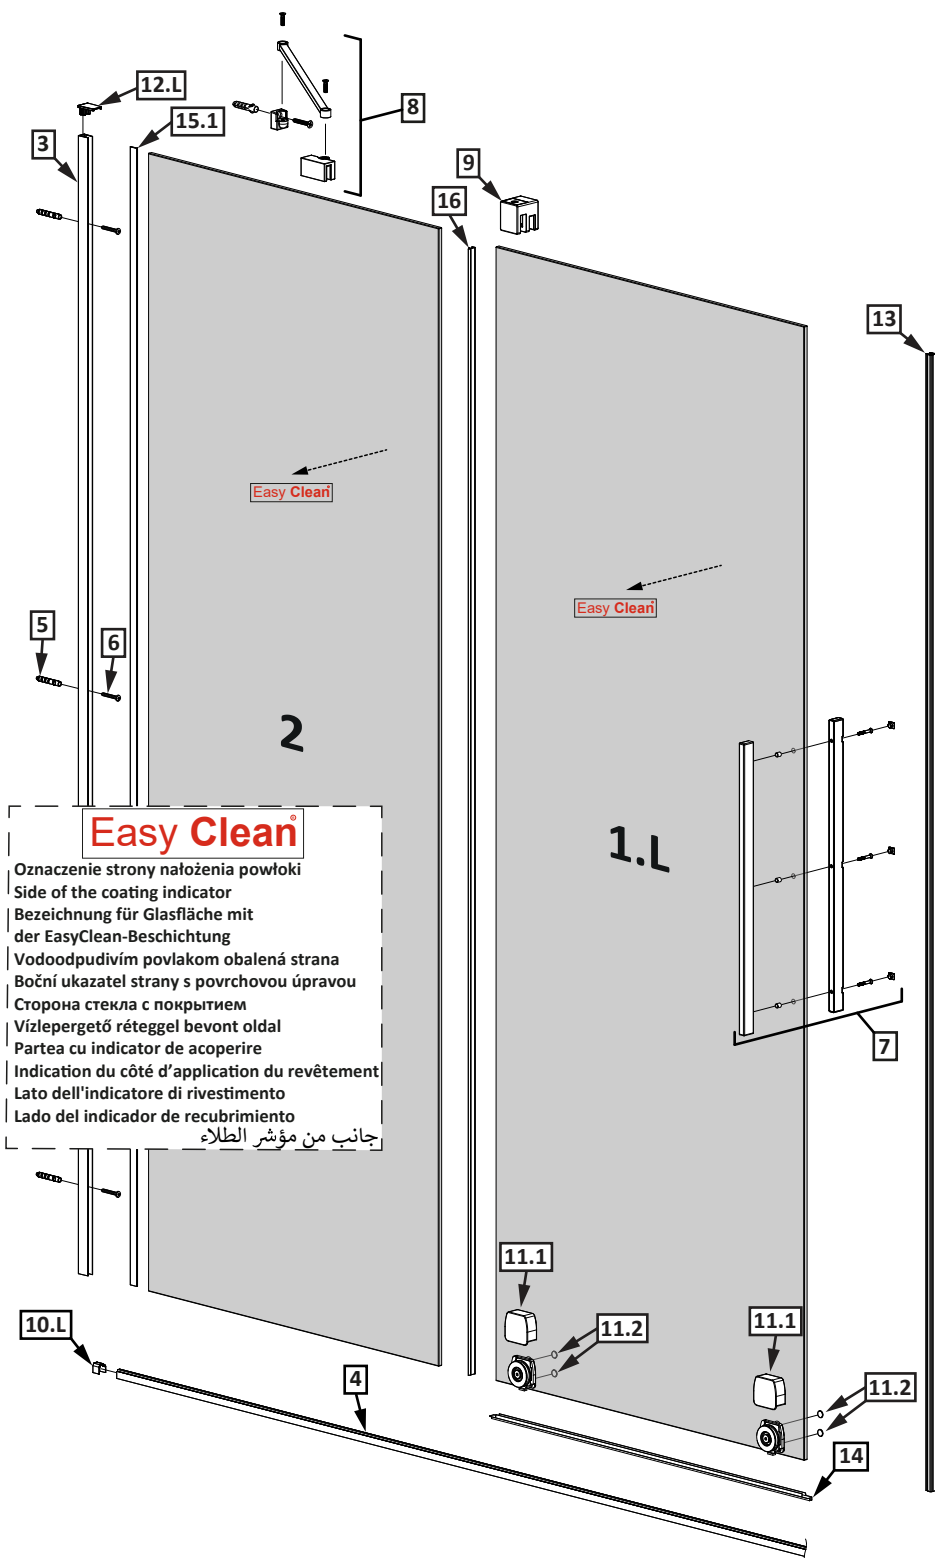 12.L
8
15.1
3
9
16
13
Easy Clean®
Easy Clean®
5
6
2
1.L
Easy Clean®
Oznaczenie strony nałożenia powłoki
Side of the coating indicator
Bezeichnung für Glasfläche mit
der EasyClean-Beschichtung
Vodoodpudivím povlakom obalená strana
Boční ukazatel strany s povrchovou úpravou
Сторона стекла с покрытием
Vízlepergető réteggel bevont oldal
Partea cu indicator de acoperire
Indication du côté d’application du revêtement
Lato dell'indicatore di rivestimento
Lado del indicador de recubrimiento
جانب من مؤشر الطلاء
7
11.1
10.L
11.2
11.1
4
11.2
14